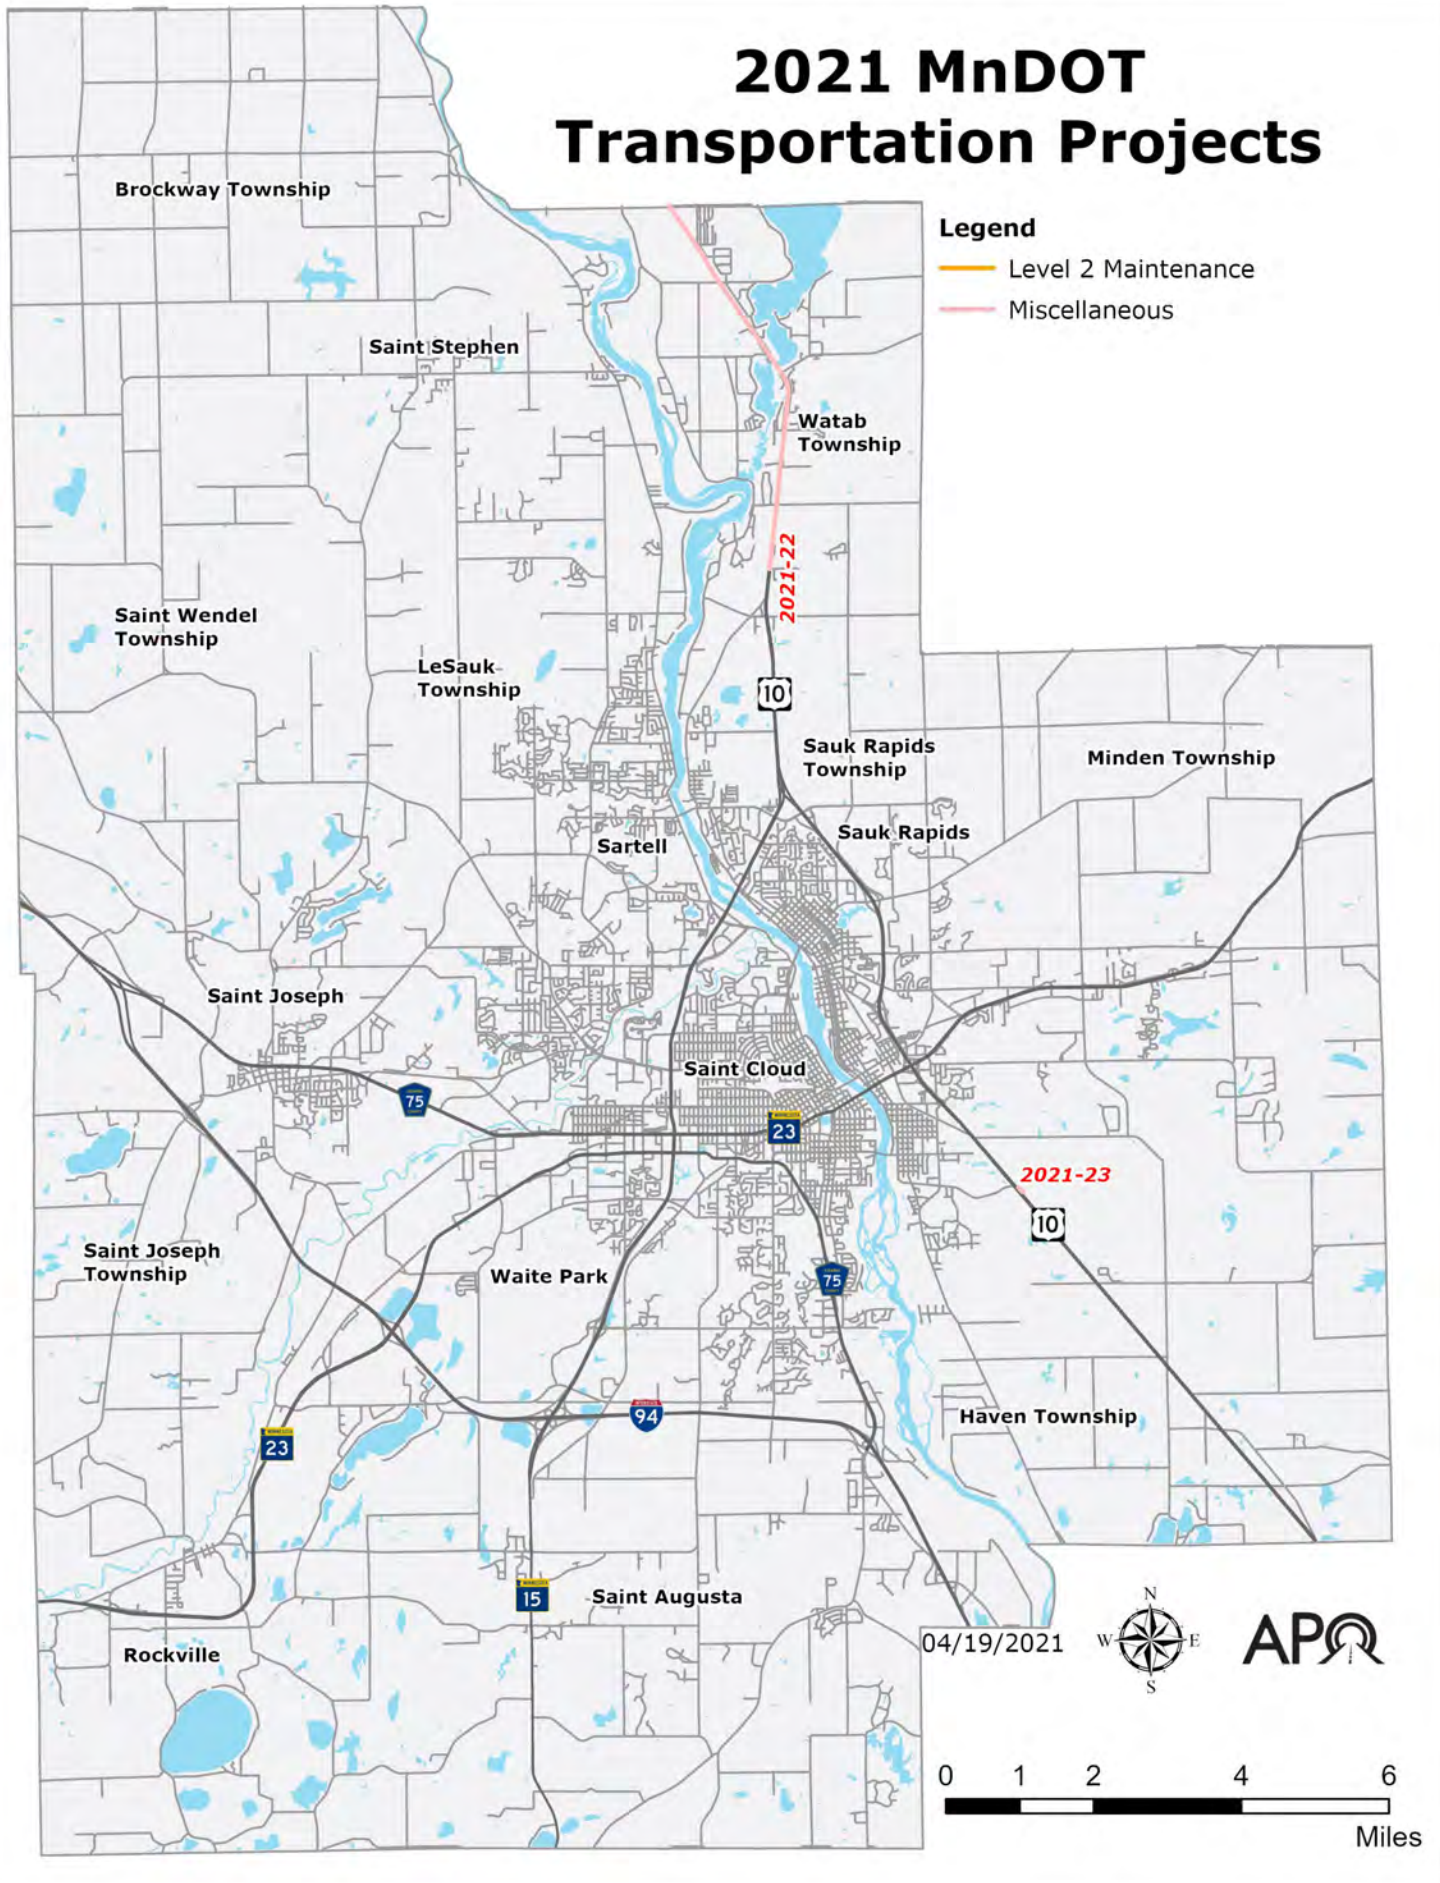 2021 MnDOT
Transportation Projects
Legend
Level 2 Maintenance
Miscellaneous
Brockway Township
Saint Stephen
Watab
Township
2021-22
Saint Wendel
Township
LeSauk
Township
10
Sauk Rapids
Township
Minden Township
Sauk Rapids
Sartell
Saint Joseph
Saint Cloud
75
23
2021-23
10
Saint Joseph
Township
Waite Park
75
94
Haven Township
23
15
Saint Augusta
Rockville
04/19/2021
N
W
E
S
APO
0 1 2 4 6
Miles